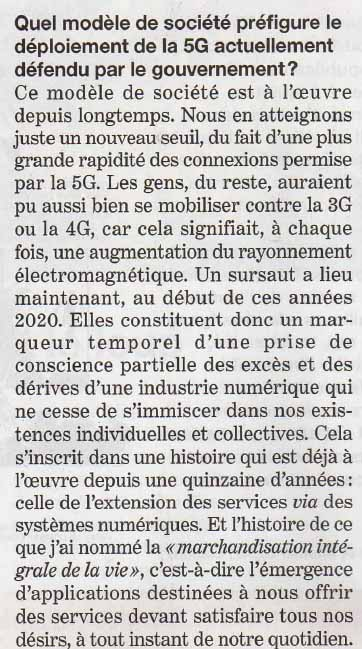 Quel modèle de société préfigure le
déploiement de la 5G actuellement
défendu par le gouvernement ?
Ce modèle de société est à l’œuvre
depuis longtemps. Nous en atteignons
juste un nouveau seuil, du fait d’une plus
grande rapidité des connexions permise
par la 5G. Les gens, du reste, auraient
pu aussi bien se mobiliser contre la 3G
ou la 4G, car cela signifiait, à chaque
fois, une augmentation du rayonnement
électromagnétique. Un sursaut a lieu
maintenant, au début de ces années
2020. Elles constituent donc un mar-
queur temporel d’une prise de
conscience partielle des excès et des
dérives d’une industrie numérique qui
ne cesse de s’immiscer dans nos exis-
tences individuelles et collectives. Cela
s’inscrit dans une histoire qui est déjà à
l’œuvre depuis une quinzaine d’années :
celle de l’extension des services via des
systèmes numériques. Et l’histoire de ce
que j’ai nommé la «marchandisation inté-
grale de la vie», c’est-à-dire l’émergence
d’applications destinées à nous offrir
des services devant satisfaire tous nos
désirs, à tout instant de notre quotidien.